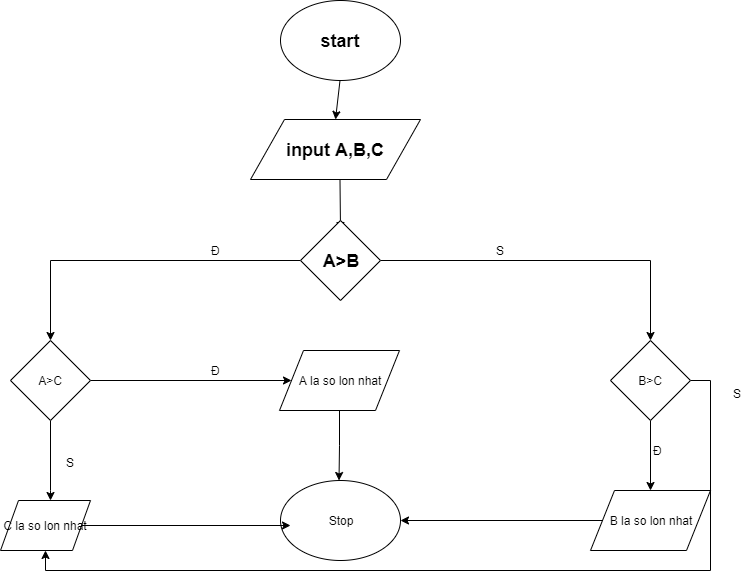 start
input A,B,C
Đ
S
A>B
A>C
Đ
A la so lon nhat
B>C
S
S
Đ
C la so lon nhat
Stop
B la so lon nhat